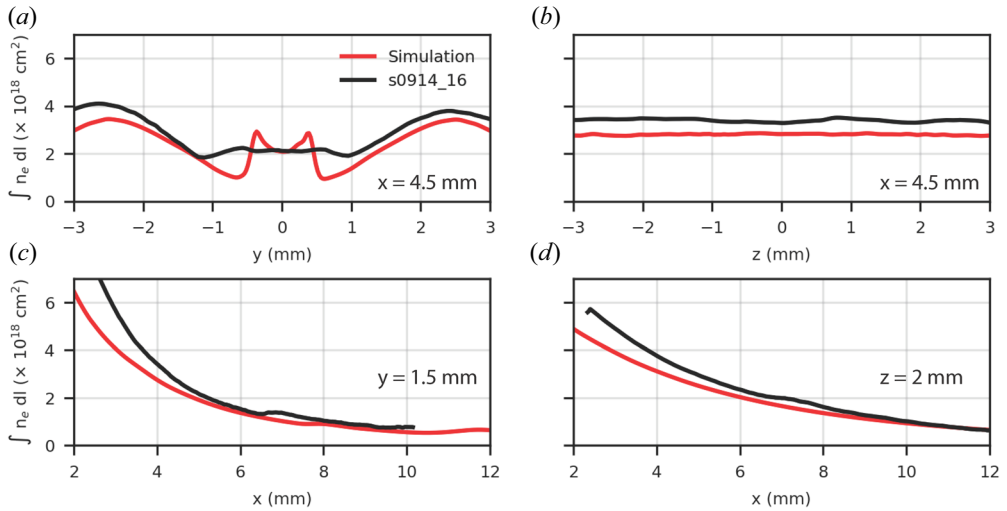 (a)
∫ nₑ dl (× 10¹⁸ cm²)
6
4
2
0
Simulation
s0914_16
x = 4.5 mm
−3 −2 −1 0 1 2 3
y (mm)
(b)
x = 4.5 mm
−3 −2 −1 0 1 2 3
z (mm)
(c)
∫ nₑ dl (× 10¹⁸ cm²)
6
4
2
0
y = 1.5 mm
2 4 6 8 10 12
x (mm)
(d)
z = 2 mm
2 4 6 8 10 12
x (mm)